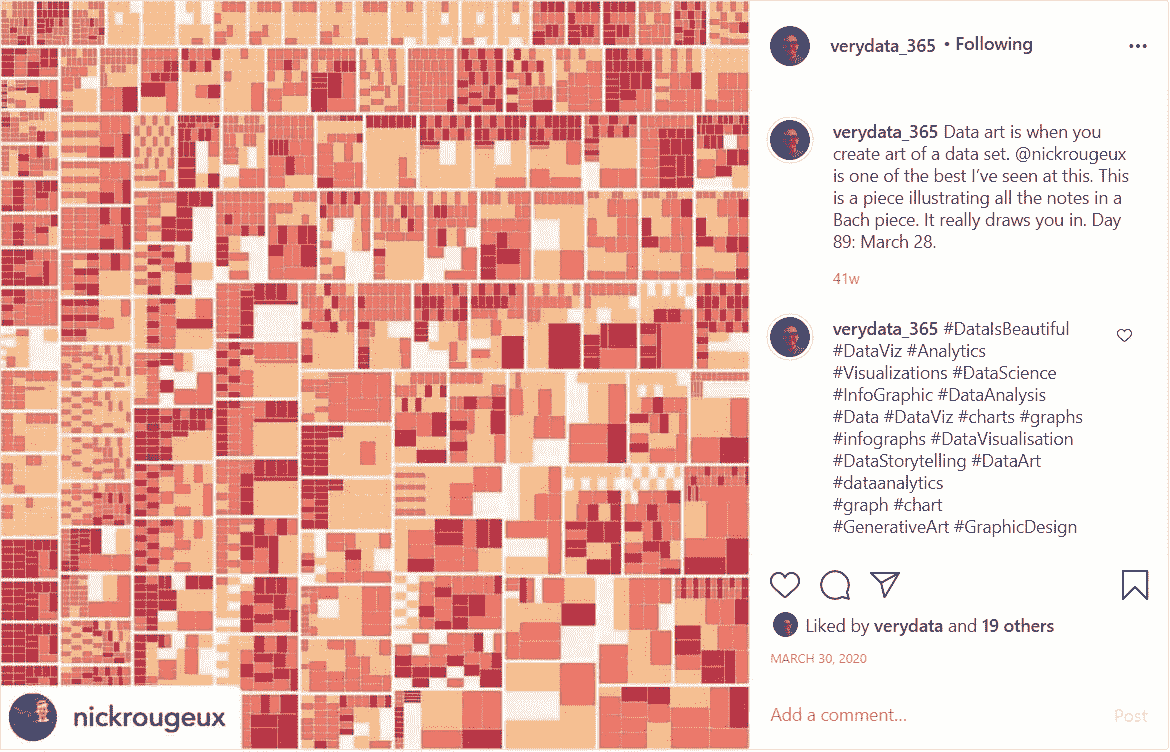 verydata_365 • Following
verydata_365 Data art is when you
create art of a data set. @nickrougeux
is one of the best I've seen at this. This
is a piece illustrating all the notes in a
Bach piece. It really draws you in. Day
89: March 28.
41w
verydata_365 #DataIsBeautiful
#DataViz #Analytics
#Visualizations #DataScience
#InfoGraphic #DataAnalysis
#Data #DataViz #charts #graphs
#infographs #DataVisualisation
#DataStorytelling #DataArt
#dataanalytics
#graph #chart
#GenerativeArt #GraphicDesign
Liked by verydata and 19 others
MARCH 30, 2020
Add a comment... Post
nickrougeux